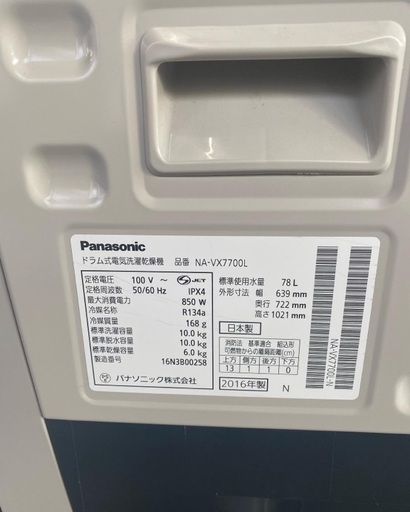 Panasonic
ドラム式電気洗濯乾燥機 品番 NA-VX7700L
定格電圧 100 V~ S-JET
定格周波数 50/60 Hz IPX4
最大消費電力 850 W
冷媒名称 R134a
冷媒質量 168 g
標準洗濯容量 10.0 kg
標準脱水容量 10.0 kg
標準乾燥容量 6.0 kg
製造番号 16N3B00258
パナソニック株式会社
標準使用水量 78 L
外形寸法 幅 639 mm
奥行 722 mm
高さ 1021 mm
日本製
消防法 基準適合 組込形
可燃物からの離隔距離(cm)
上方 側方 後方 下方
13 1 1 0
2016年製 N
NA-VX7700L-N